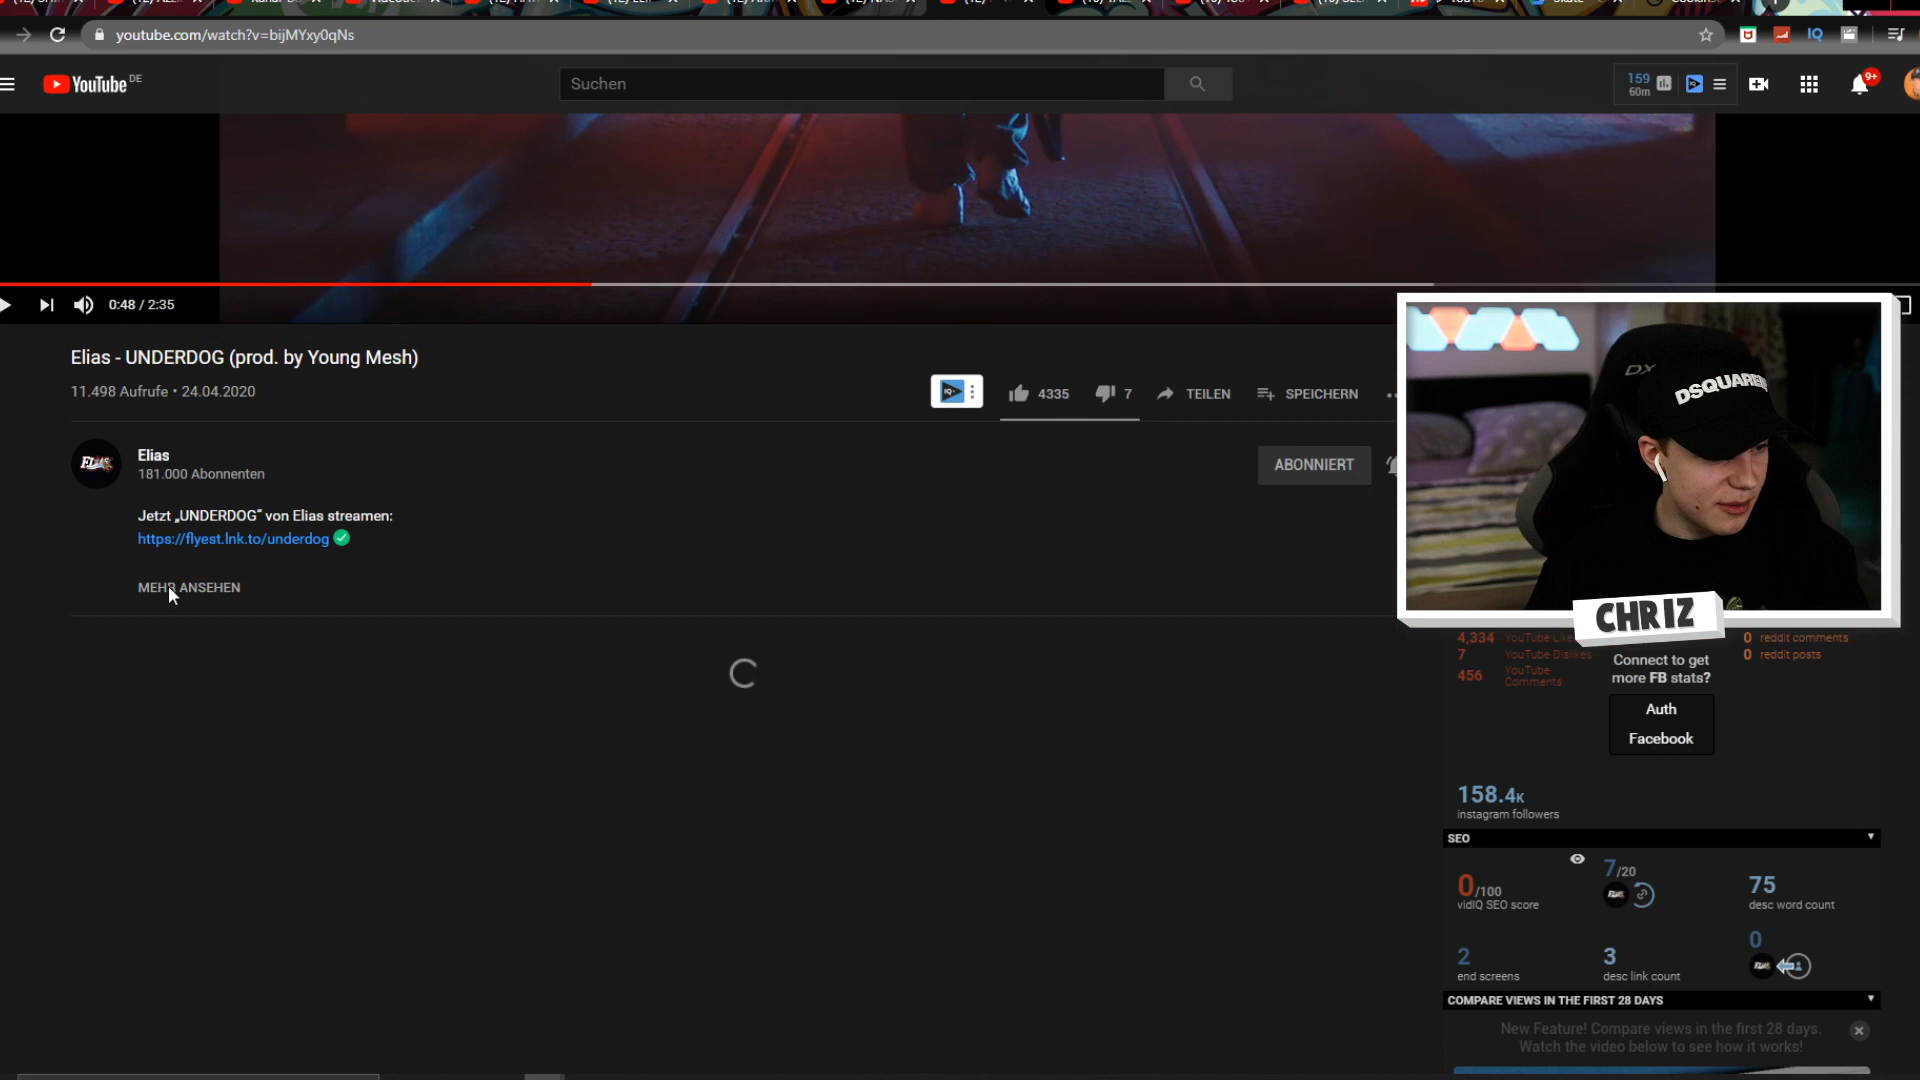 youtube.com/watch?v=bijMYxy0qNs
YouTube DE
Suchen
159
60m
9+
0:48 / 2:35
Elias - UNDERDOG (prod. by Young Mesh)
11.498 Aufrufe • 24.04.2020
4335
7
TEILEN
SPEICHERN
Elias
181.000 Abonnenten
ABONNIERT
Jetzt „UNDERDOG“ von Elias streamen:
https://flyest.lnk.to/underdog
MEHR ANSEHEN
DX
CHRIZ
7 YouTube Dislikes
456 YouTube Comments
Connect to get
more FB stats?
Auth
Facebook
0 reddit comments
0 reddit posts
158.4K
instagram followers
SEO
0/100
vidIQ SEO score
7/20
75
desc word count
2
end screens
3
desc link count
0
COMPARE VIEWS IN THE FIRST 28 DAYS
New Feature! Compare views in the first 28 days.
Watch the video below to see how it works!